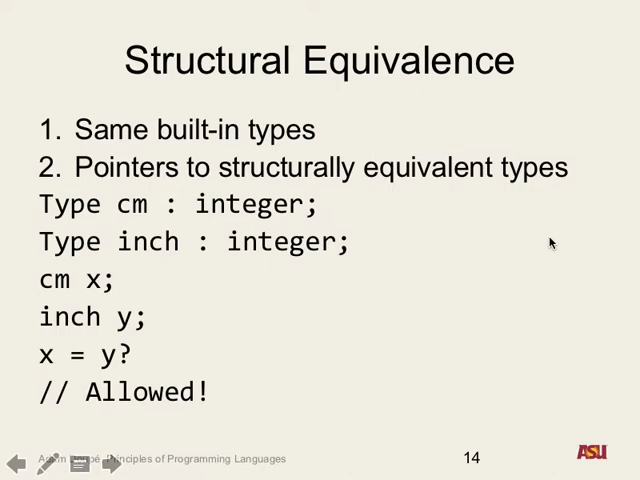 Structural Equivalence
1. Same built-in types
2. Pointers to structurally equivalent types
Type cm : integer;
Type inch : integer;
cm x;
inch y;
x = y?
// Allowed!
Principles of Programming Languages
14
ASU